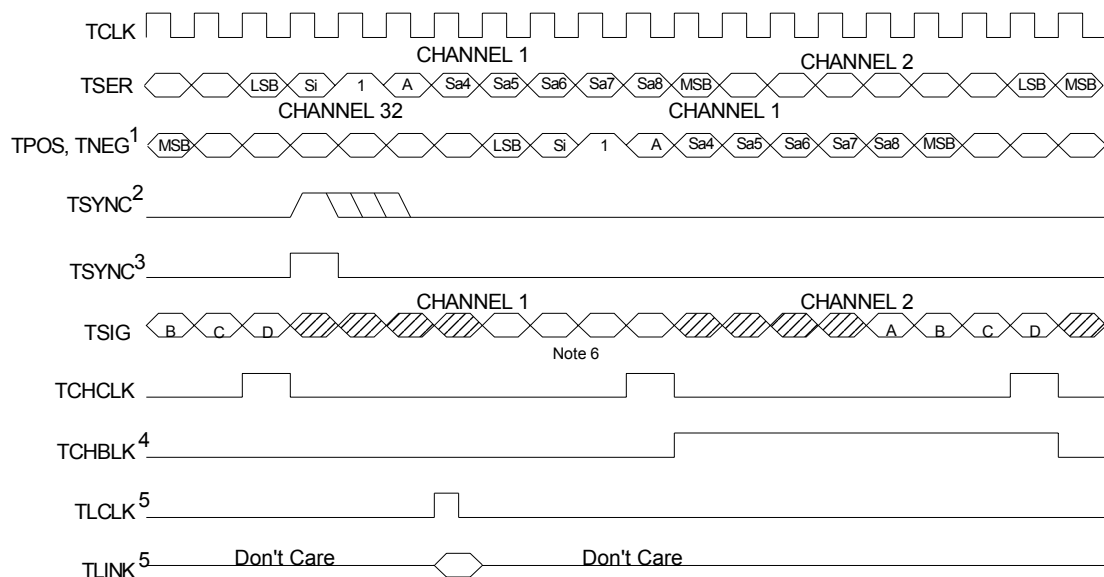 TCLK
CHANNEL 1
CHANNEL 2
TSER LSB Si 1 A Sa4 Sa5 Sa6 Sa7 Sa8 MSB LSB MSB
CHANNEL 32 CHANNEL 1
TPOS, TNEG1 MSB LSB Si 1 A Sa4 Sa5 Sa6 Sa7 Sa8 MSB
TSYNC2
TSYNC3
CHANNEL 1 CHANNEL 2
TSIG B C D A B C D
Note 6
TCHCLK
TCHBLK4
TLCLK5
Don't Care Don't Care
TLINK5